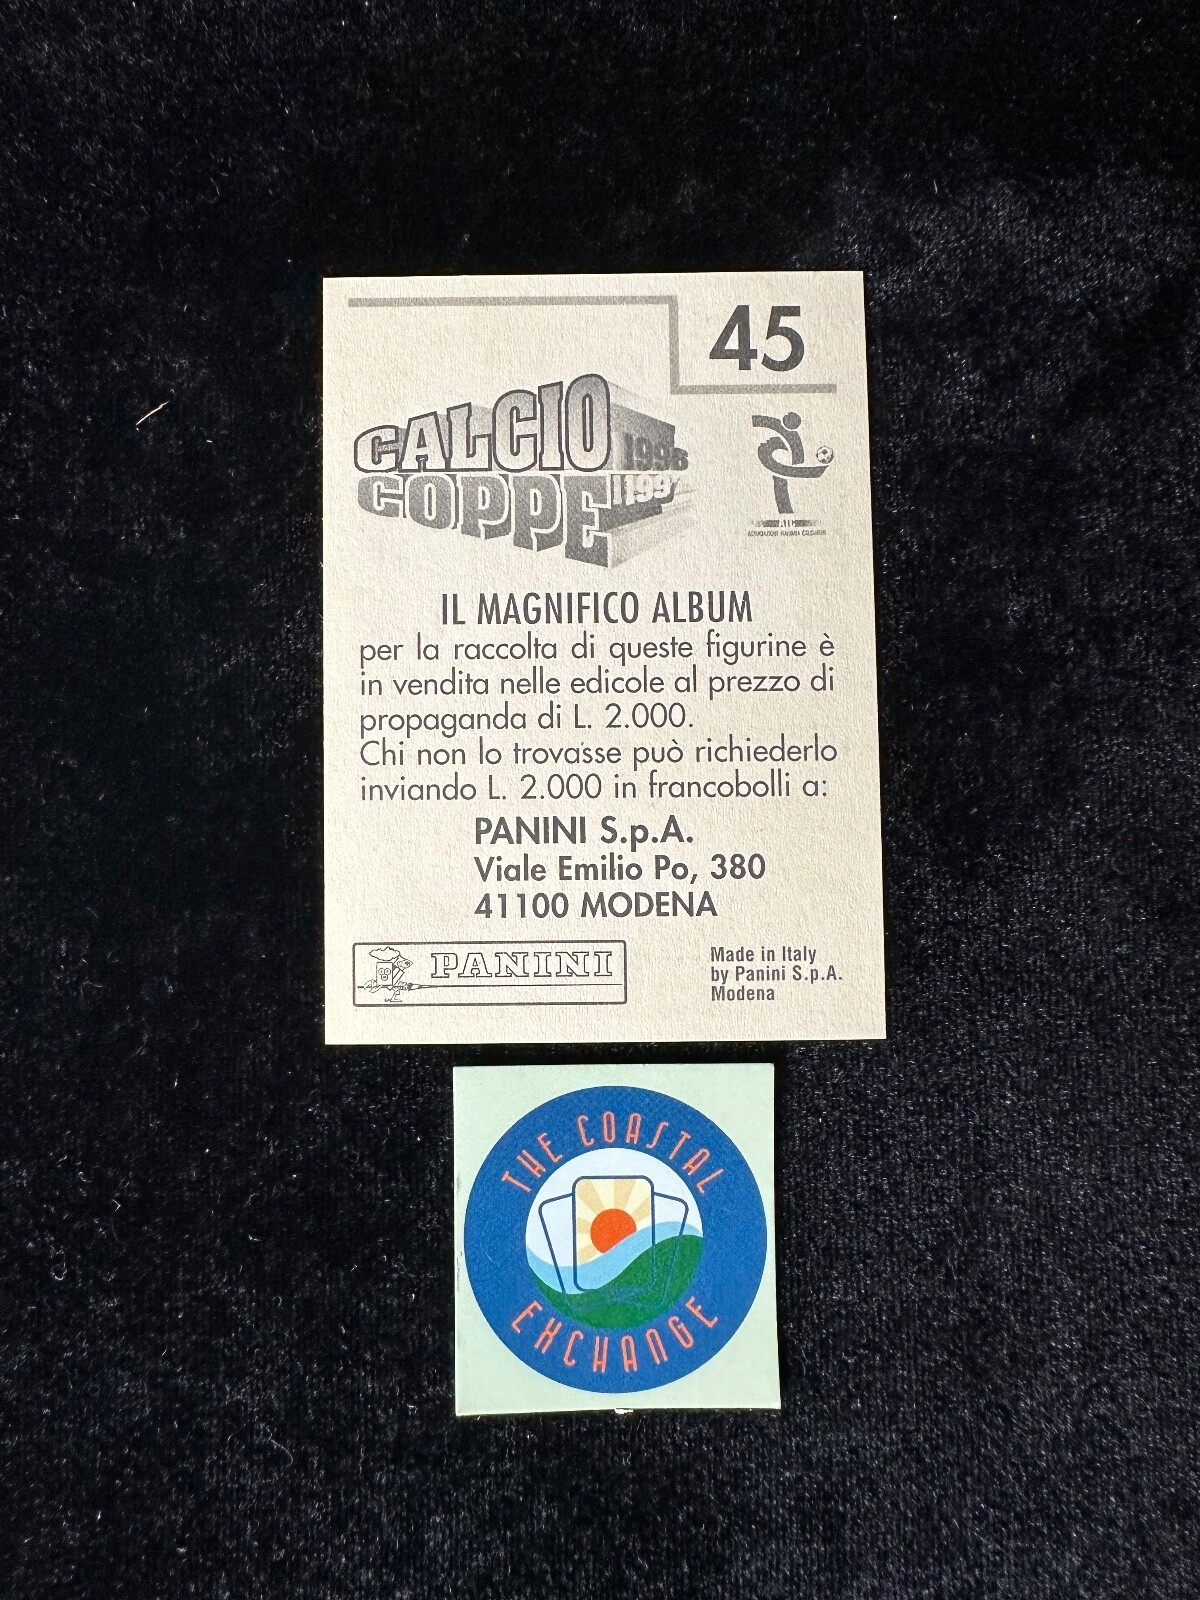 45
CALCIO 1998
COPPE 1997
IL MAGNIFICO ALBUM
per la raccolta di queste figurine è
in vendita nelle edicole al prezzo di
propaganda di L. 2.000.
Chi non lo trovasse può richiederlo
inviando L. 2.000 in francobolli a:
PANINI S.p.A.
Viale Emilio Po, 380
41100 MODENA
PANINI
Made in Italy
by Panini S.p.A.
Modena
THE COASTAL
EXCHANGE